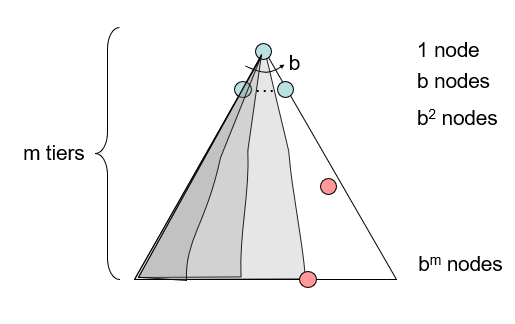 1 node
b
b nodes
...
b² nodes
m tiers
bᵐ nodes